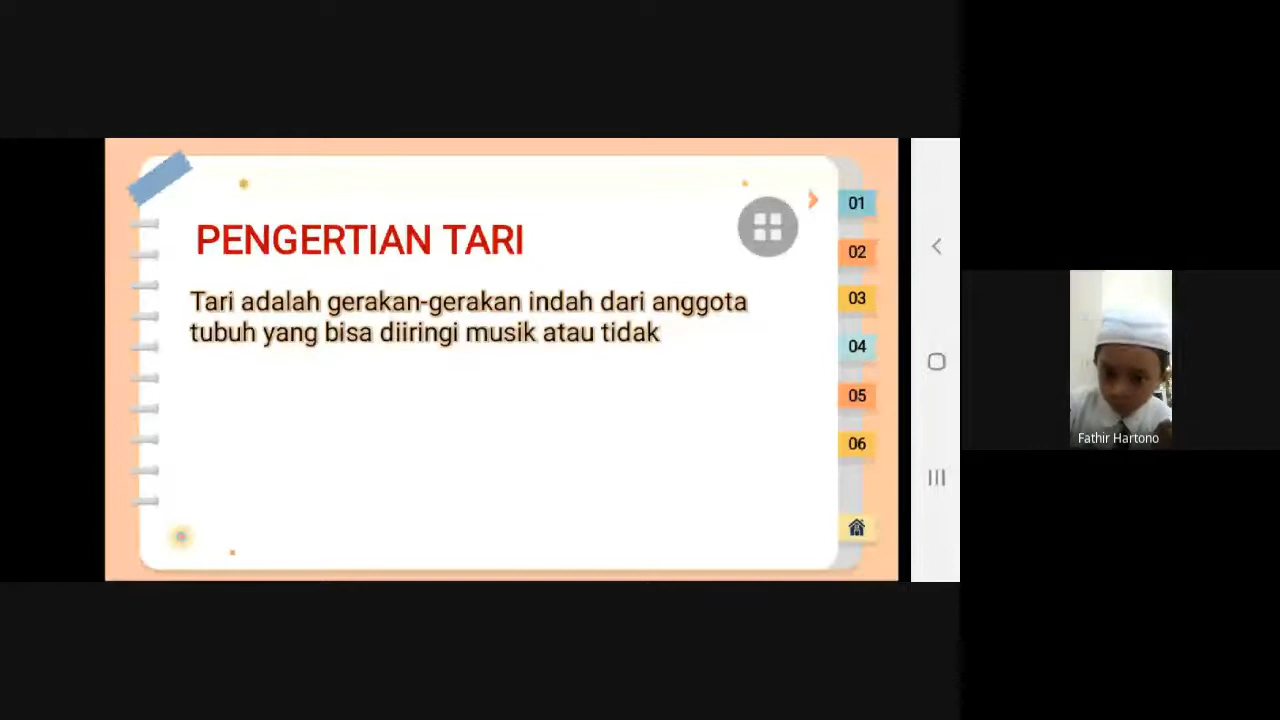 PENGERTIAN TARI
Tari adalah gerakan-gerakan indah dari anggota
tubuh yang bisa diiringi musik atau tidak
01
02
03
04
05
06
Fathir Hartono